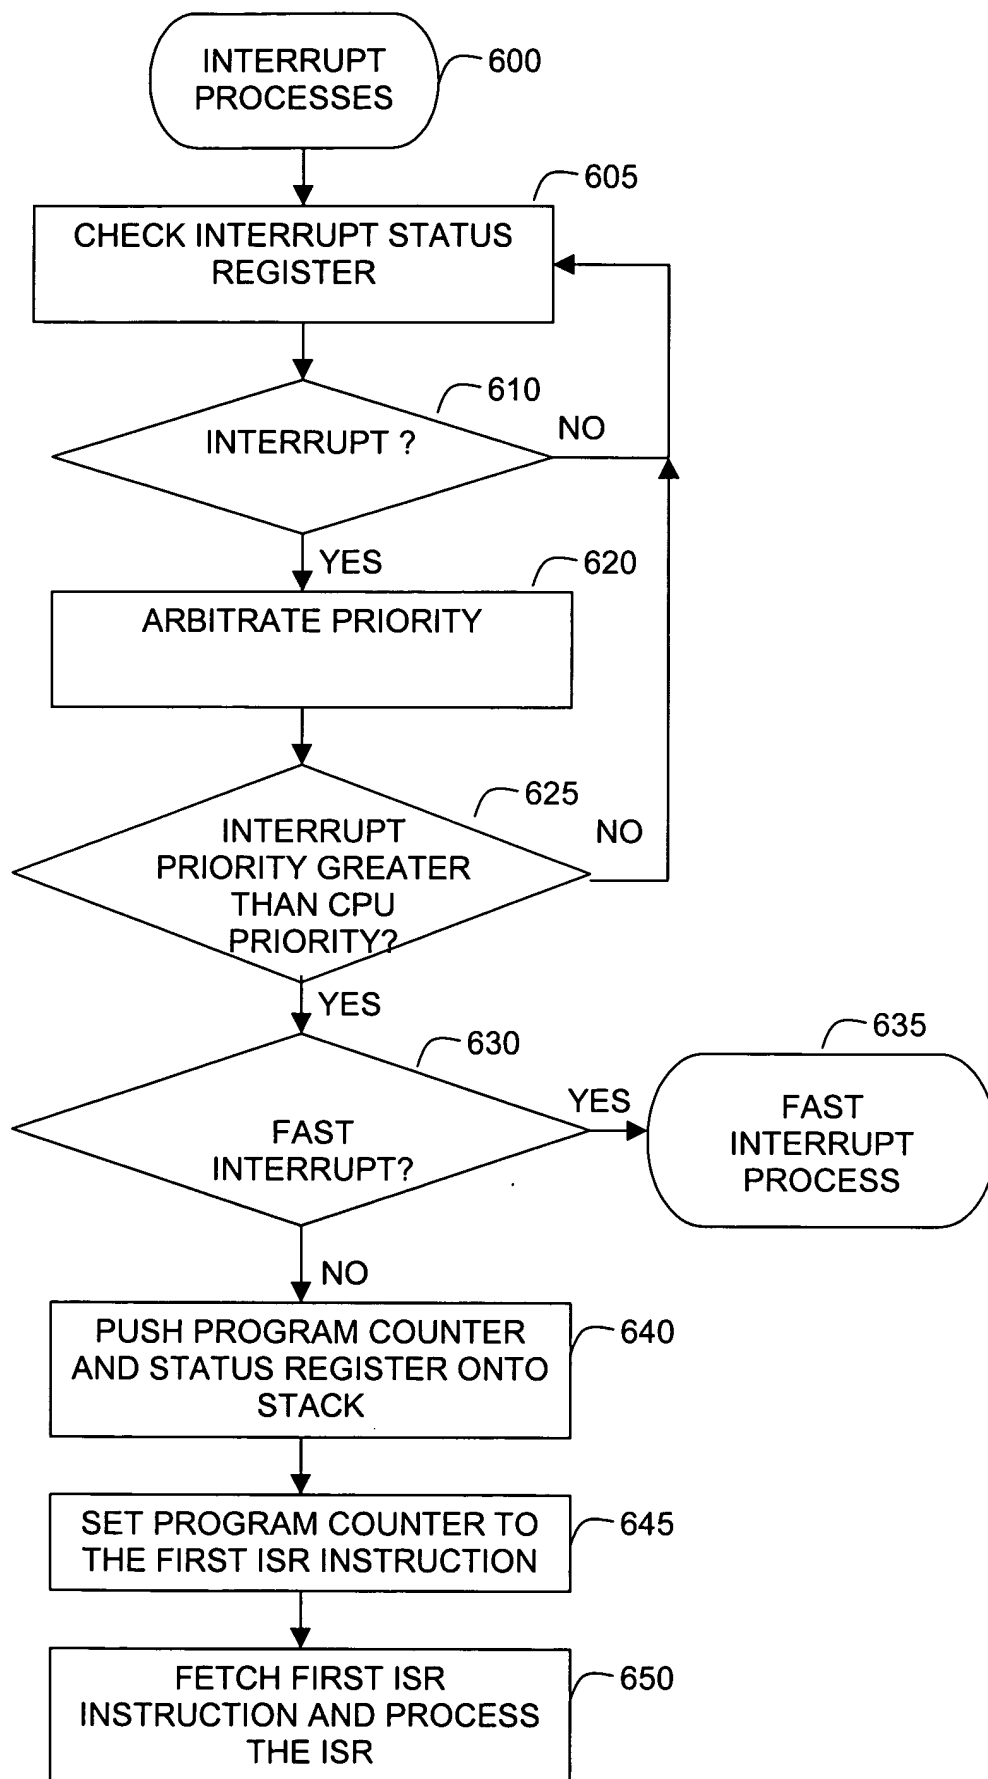 INTERRUPT
PROCESSES
600
605
CHECK INTERRUPT STATUS
REGISTER
610
INTERRUPT ?
NO
YES
620
ARBITRATE PRIORITY
625
INTERRUPT
PRIORITY GREATER
THAN CPU
PRIORITY?
NO
YES
630
635
FAST
INTERRUPT?
YES
FAST
INTERRUPT
PROCESS
NO
PUSH PROGRAM COUNTER
AND STATUS REGISTER ONTO
STACK
640
SET PROGRAM COUNTER TO
THE FIRST ISR INSTRUCTION
645
FETCH FIRST ISR
INSTRUCTION AND PROCESS
THE ISR
650